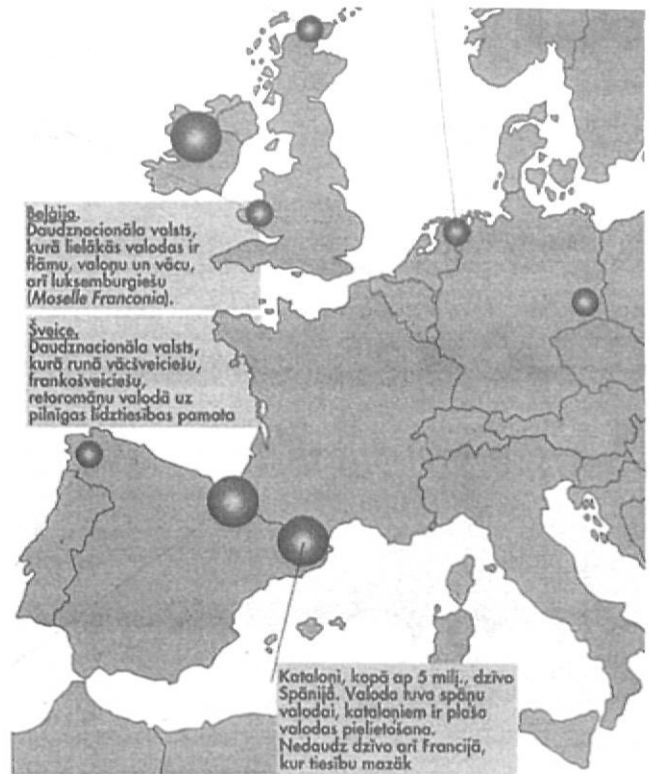 Beļģija.
Daudznacionāla valsts,
kurā lielākās valodas ir
flāmu, valoņu un vācu,
arī luksemburgiešu
(Moselle Franconia).
Šveice.
Daudznacionāla valsts,
kurā runā vācšveiciešu,
frankošveiciešu,
retoromāņu valodā uz
pilnīgas līdztiesības pamata
Kataloņi, kopā ap 5 milj., dzīvo
Spānijā. Valoda tuva spāņu
valodai, kataloņiem ir plaša
valodas pielietošana.
Nedaudz dzīvo arī Francijā,
kur tiesību mazāk